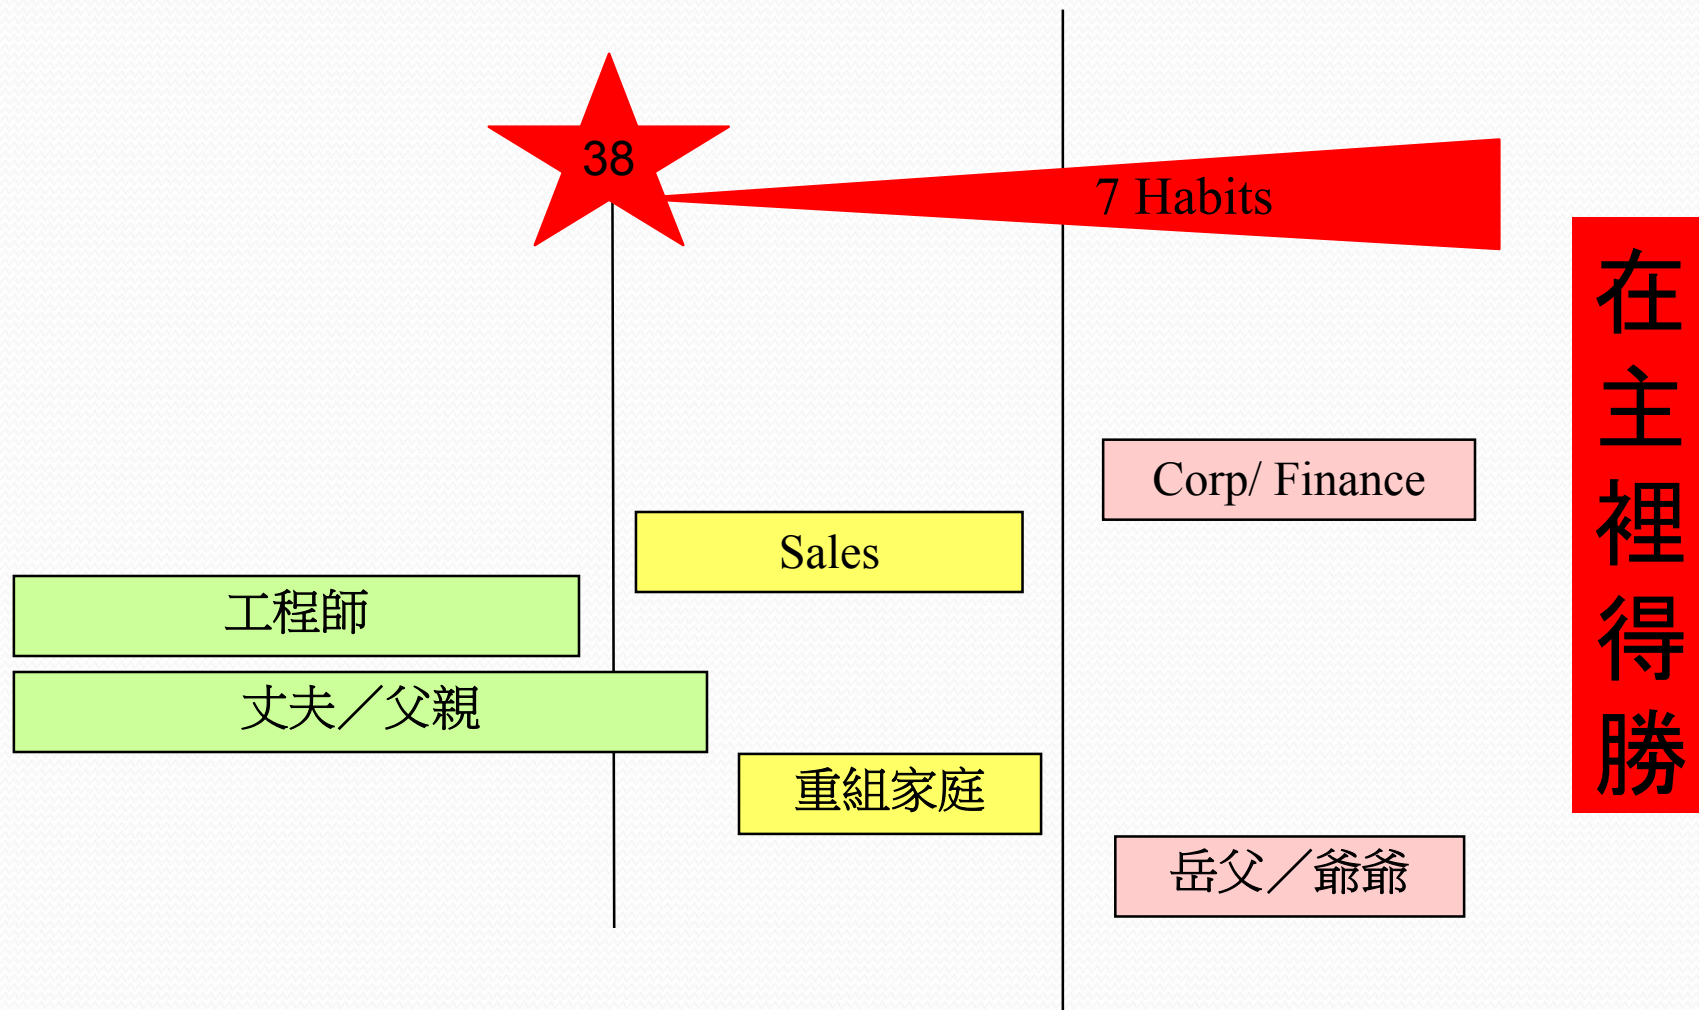 38
7 Habits
在主裡得勝
Corp/ Finance
Sales
工程師
丈夫／父親
重組家庭
岳父／爺爺